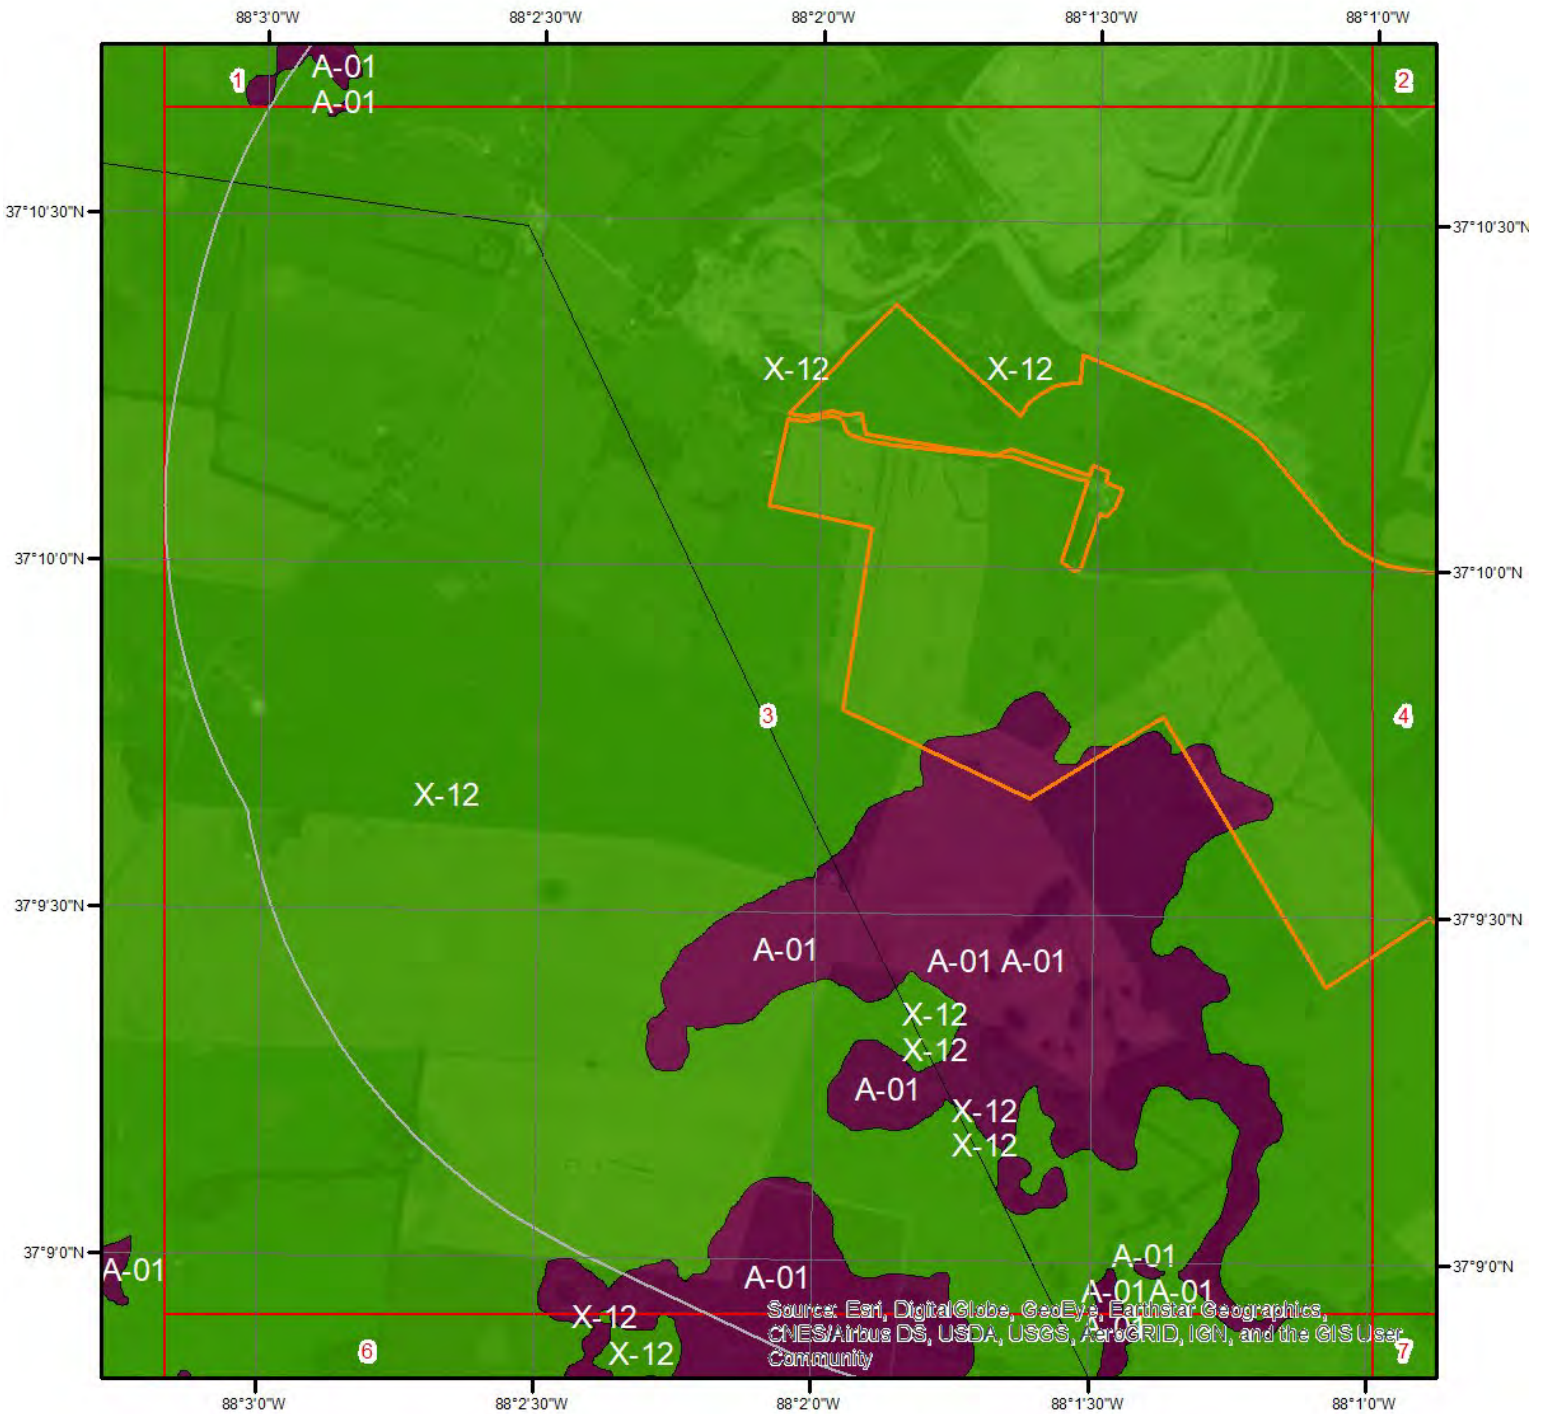 88°3'0"W 88°2'30"W 88°2'0"W 88°1'30"W 88°1'0"W
1 A-01 2
A-01
37°10'30"N 37°10'30"N
X-12 X-12
37°10'0"N 37°10'0"N
3 4
X-12
37°9'30"N 37°9'30"N
A-01 A-01 A-01
X-12
X-12
A-01
X-12
X-12
37°9'0"N A-01 37°9'0"N
A-01 A-01
A-01 A-01
X-12 Source: Esri, DigitalGlobe, GeoEye, Earthstar Geographics,
A-01
CNES/Airbus DS, USDA, USGS, AeroGRID, IGN, and the GIS User
6 X-12 Community 7
88°3'0"W 88°2'30"W 88°2'0"W 88°1'30"W 88°1'0"W